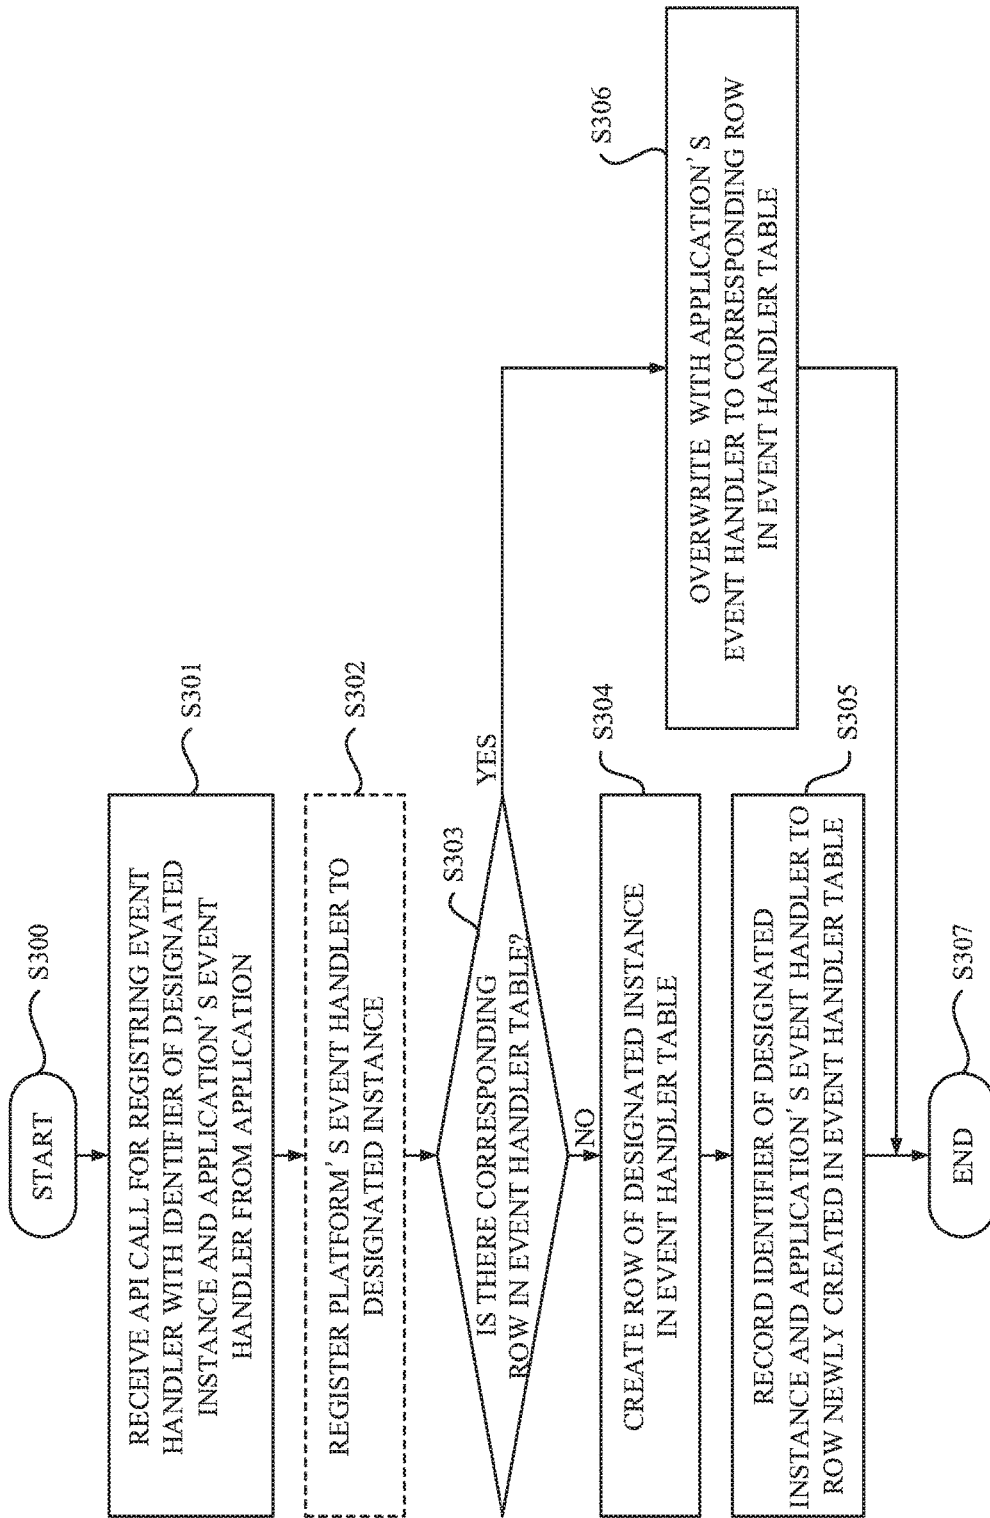 START
S300
RECEIVE API CALL FOR REGISTRING EVENT
HANDLER WITH IDENTIFIER OF DESIGNATED
INSTANCE AND APPLICATION'S EVENT
HANDLER FROM APPLICATION
S301
REGISTER PLATFORM'S EVENT HANDLER TO
DESIGNATED INSTANCE
S302
IS THERE CORRESPONDING
ROW IN EVENT HANDLER TABLE?
S303
YES
NO
CREATE ROW OF DESIGNATED INSTANCE
IN EVENT HANDLER TABLE
S304
RECORD IDENTIFIER OF DESIGNATED
INSTANCE AND APPLICATION'S EVENT HANDLER TO
ROW NEWLY CREATED IN EVENT HANDLER TABLE
S305
OVERWRITE WITH APPLICATION'S
EVENT HANDLER TO CORRESPONDING ROW
IN EVENT HANDLER TABLE
S306
END
S307